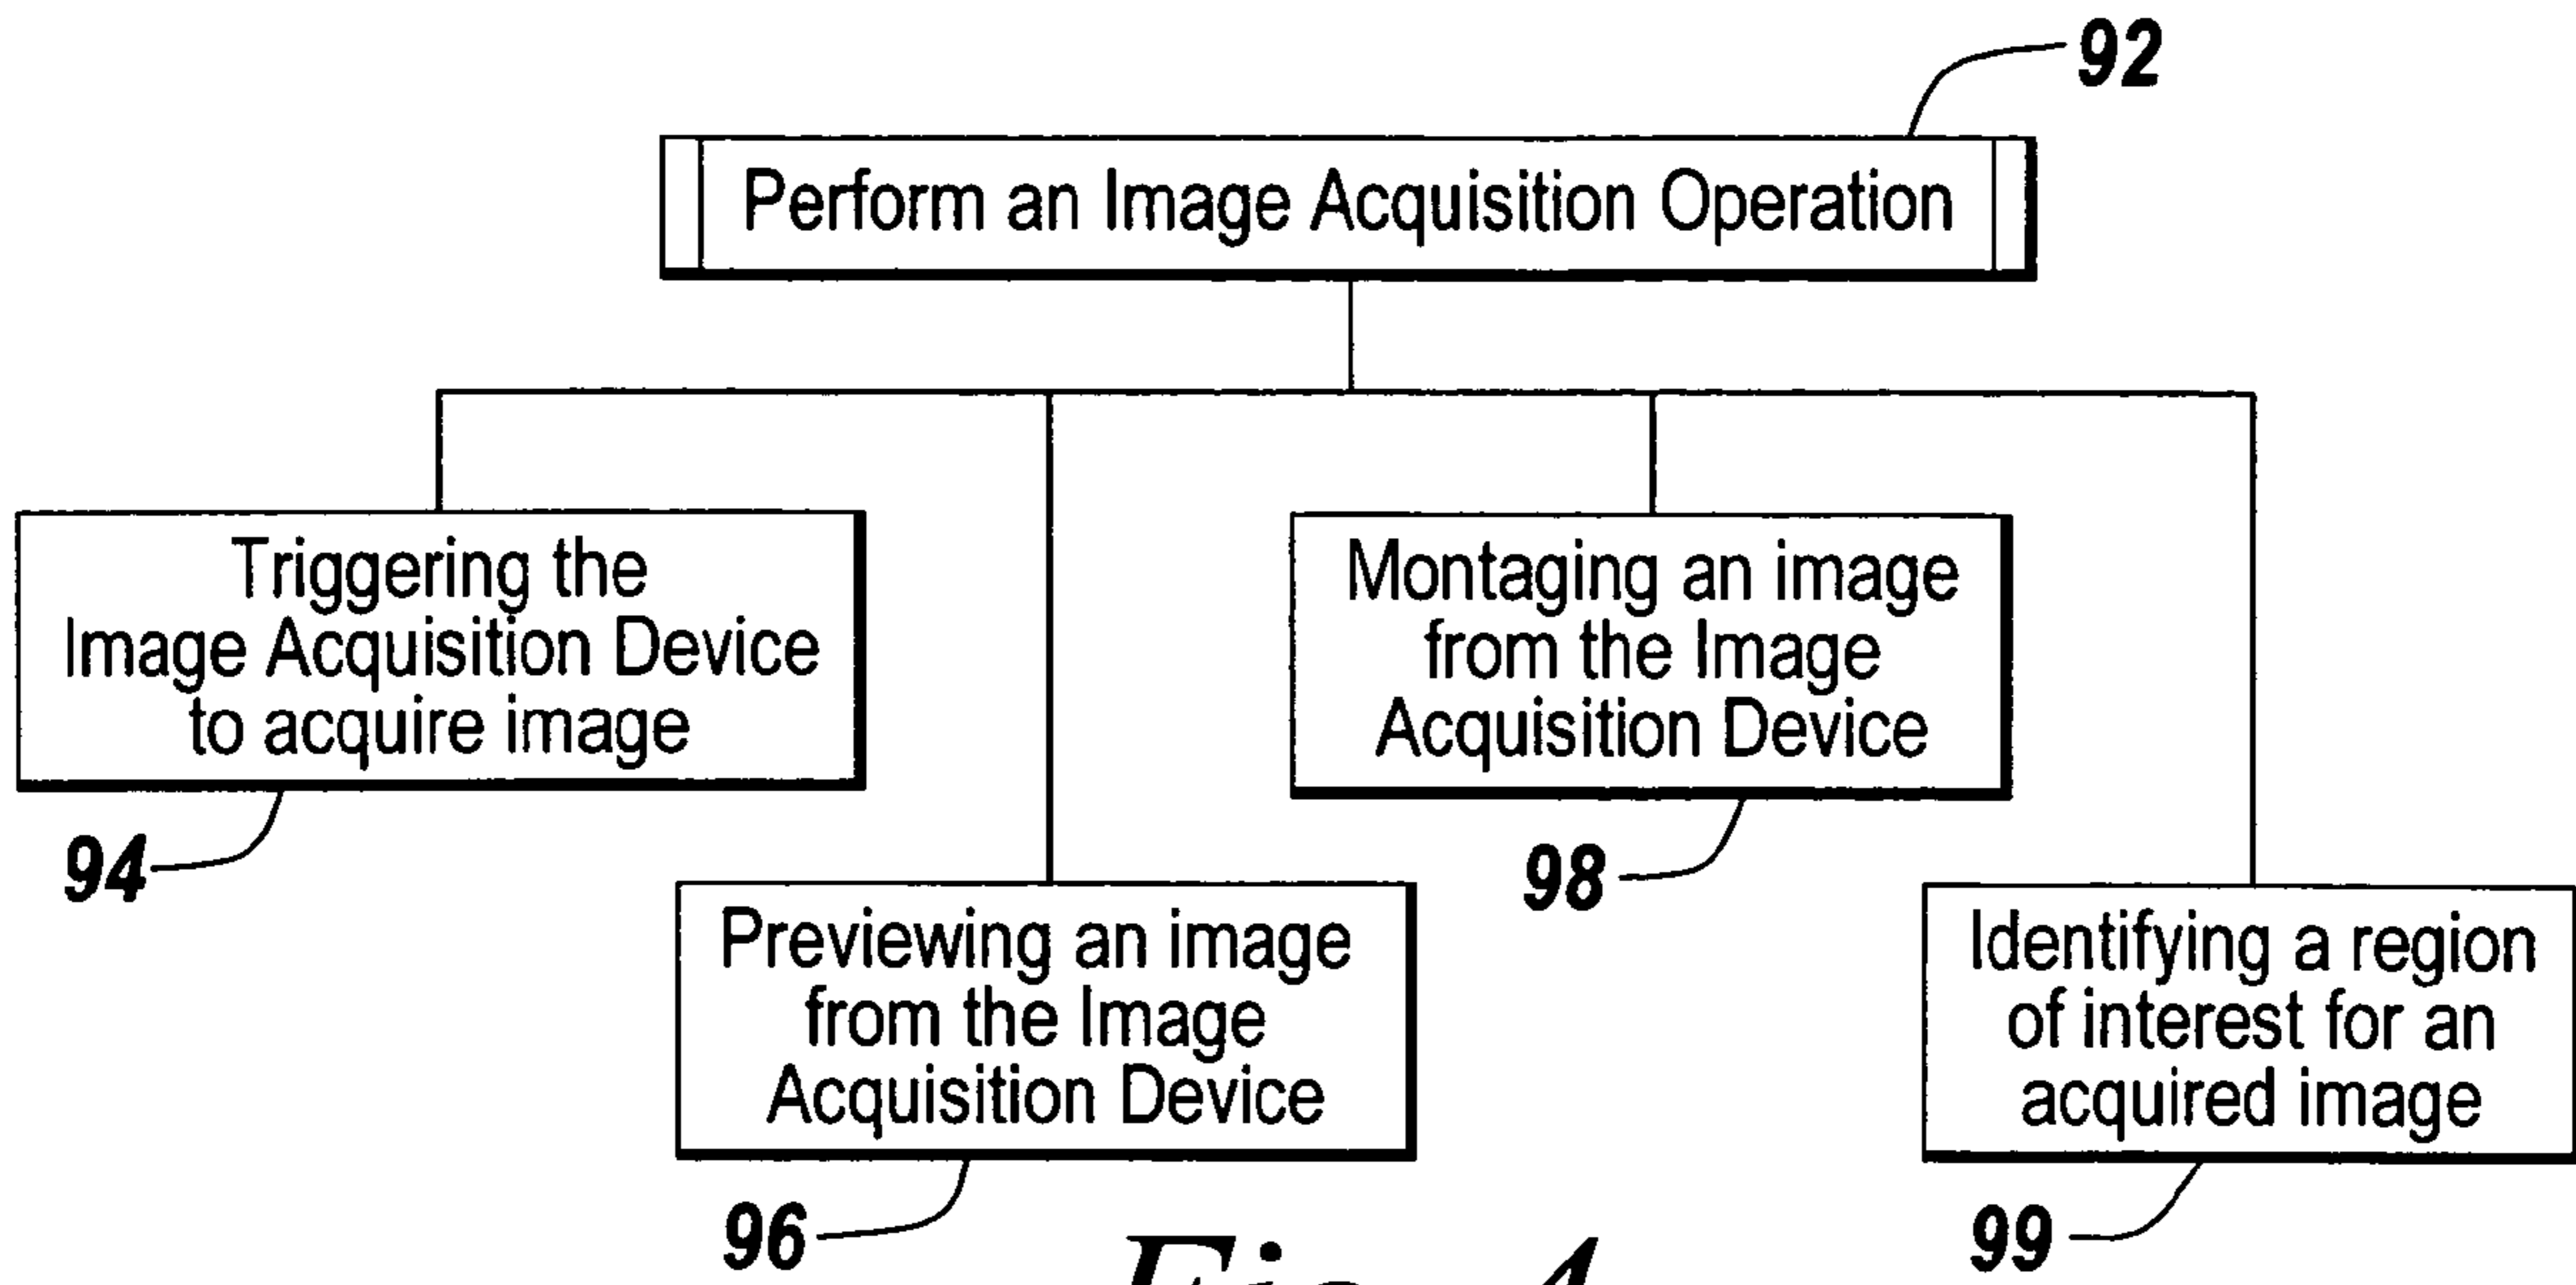 92
Perform an Image Acquisition Operation
Triggering the
Image Acquisition Device
to acquire image
94
Montaging an image
from the Image
Acquisition Device
98
Previewing an image
from the Image
Acquisition Device
96
Identifying a region
of interest for an
acquired image
99